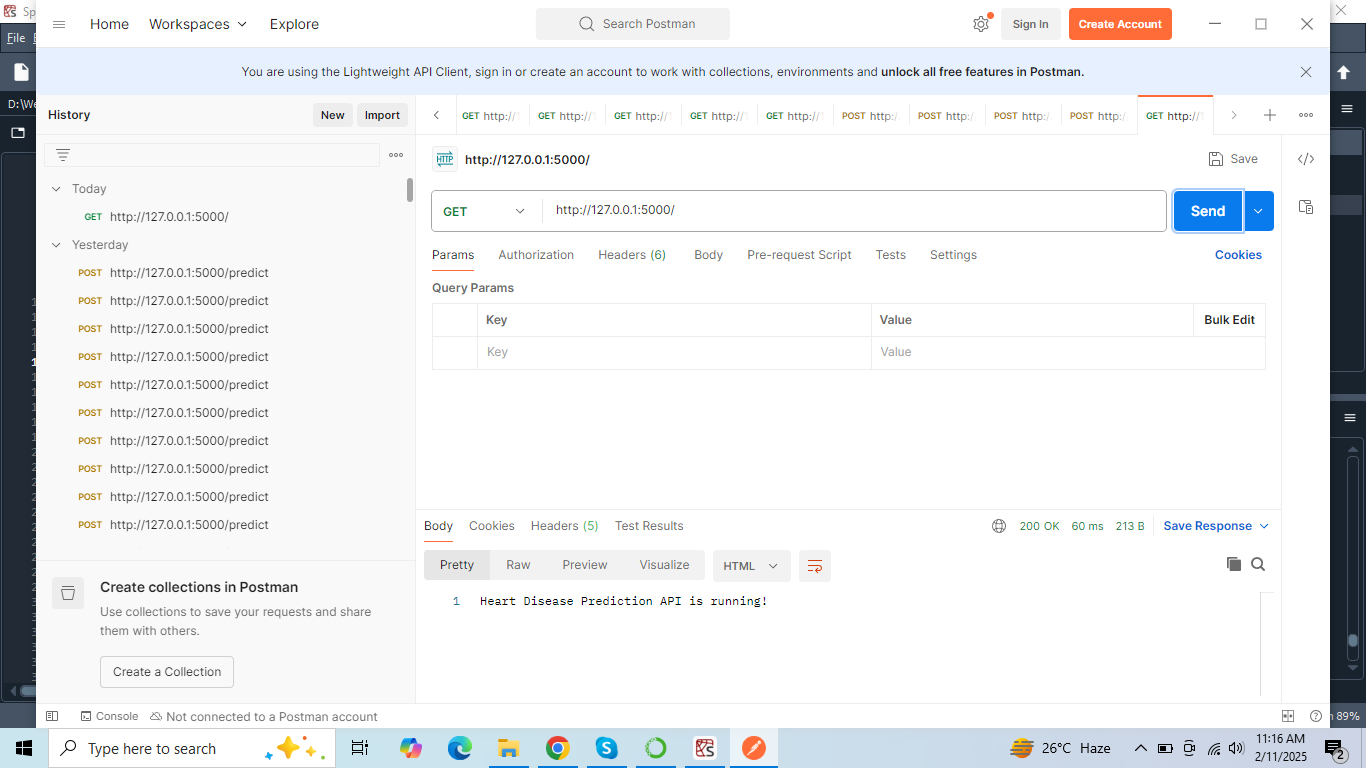 Sp
File
D:\We
Home Workspaces Explore Search Postman Sign In Create Account
You are using the Lightweight API Client, sign in or create an account to work with collections, environments and unlock all free features in Postman.
History New Import
Today
GET http://127.0.0.1:5000/
Yesterday
POST http://127.0.0.1:5000/predict
POST http://127.0.0.1:5000/predict
POST http://127.0.0.1:5000/predict
POST http://127.0.0.1:5000/predict
POST http://127.0.0.1:5000/predict
POST http://127.0.0.1:5000/predict
POST http://127.0.0.1:5000/predict
POST http://127.0.0.1:5000/predict
POST http://127.0.0.1:5000/predict
POST http://127.0.0.1:5000/predict
Create collections in Postman
Use collections to save your requests and share
them with others.
Create a Collection
GET http:// GET http:// GET http:// GET http:// GET http:// POST http: POST http: POST http: POST http: GET http://
HTTP http://127.0.0.1:5000/ Save
GET http://127.0.0.1:5000/ Send
Params Authorization Headers (6) Body Pre-request Script Tests Settings Cookies
Query Params
Key Value Bulk Edit
Key Value
Body Cookies Headers (5) Test Results 200 OK 60 ms 213 B Save Response
Pretty Raw Preview Visualize HTML
1 Heart Disease Prediction API is running!
Console Not connected to a Postman account
89%
Type here to search 26°C Haze 11:16 AM
2/11/2025 2